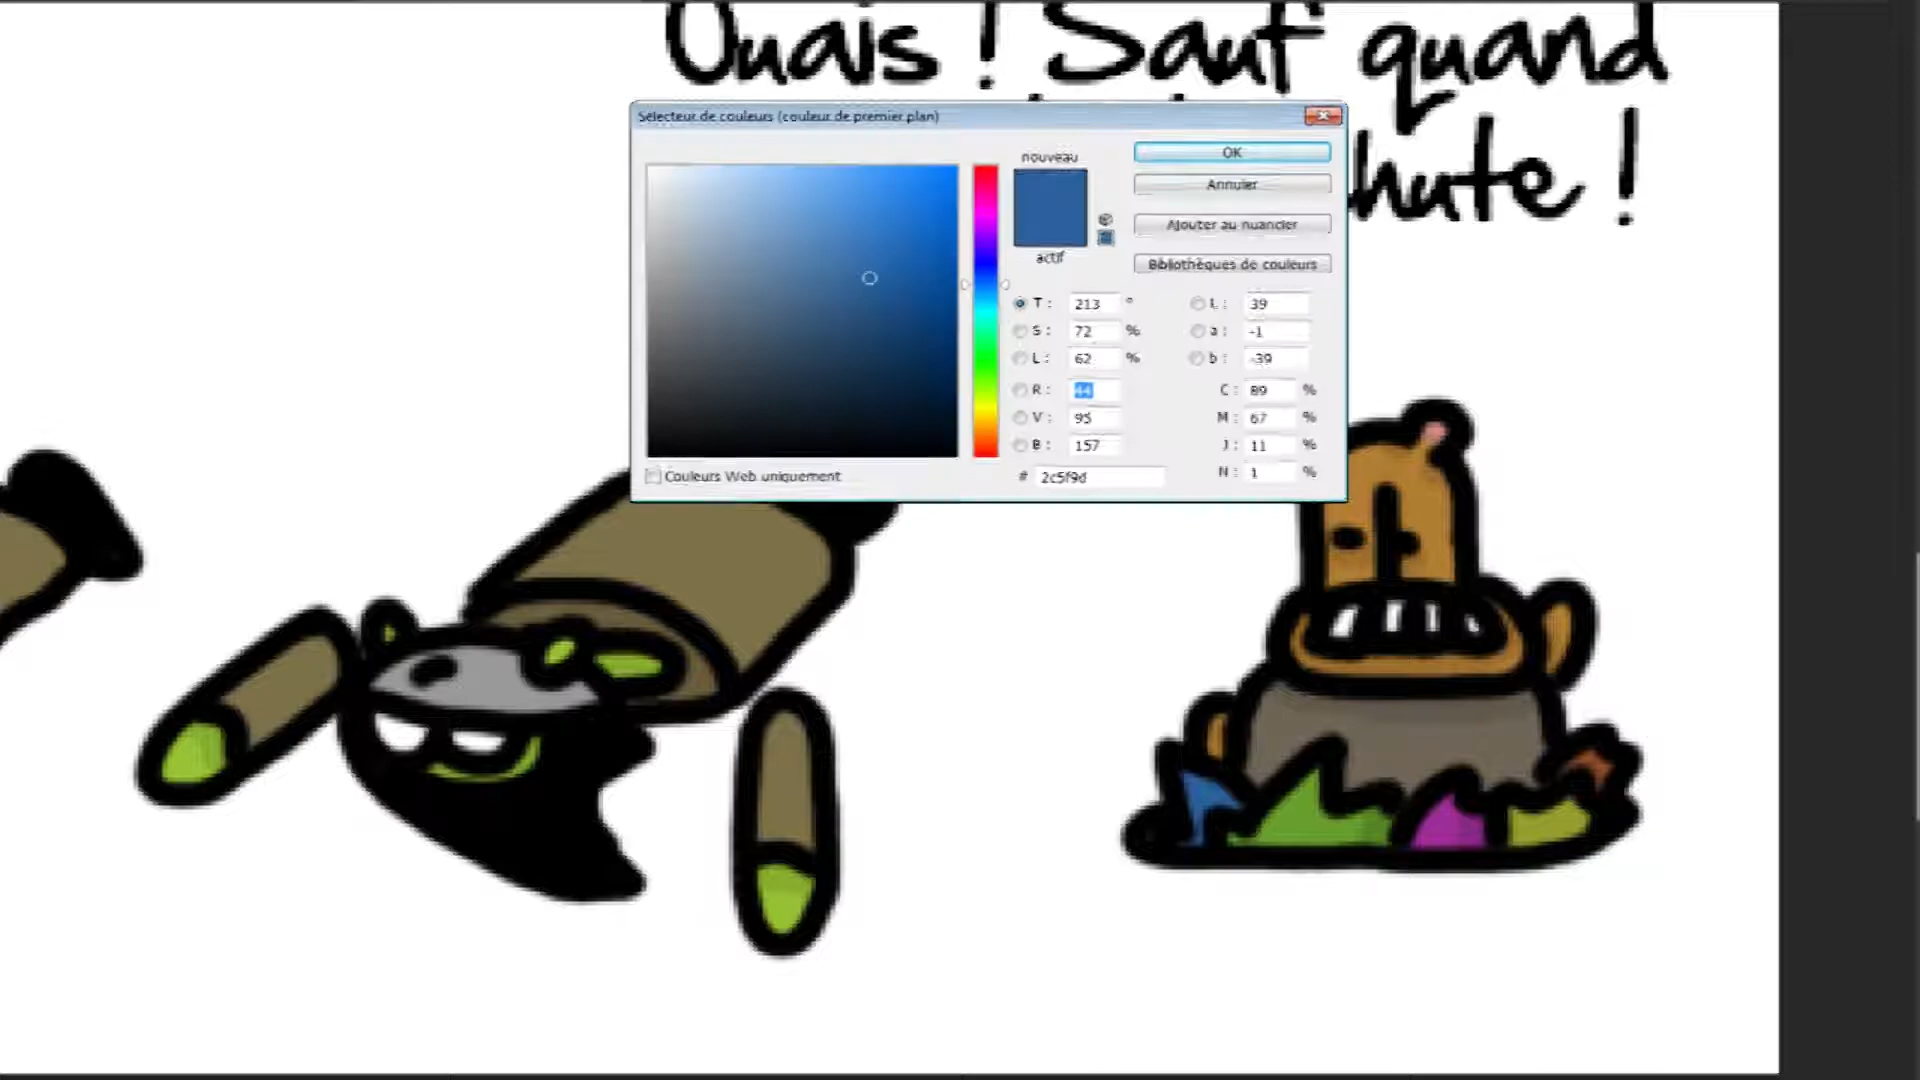 Ouais ! Sauf quand
hute !
Sélecteur de couleurs (couleur de premier plan)
nouveau
actif
OK
Annuler
Ajouter au nuancier
Bibliothèques de couleurs
T : 213 °
S : 72 %
L : 62 %
R : 44
V : 95
B : 157
# 2c5f9d
L : 39
a : -1
b : -39
C : 89 %
M : 67 %
J : 11 %
N : 1 %
Couleurs Web uniquement